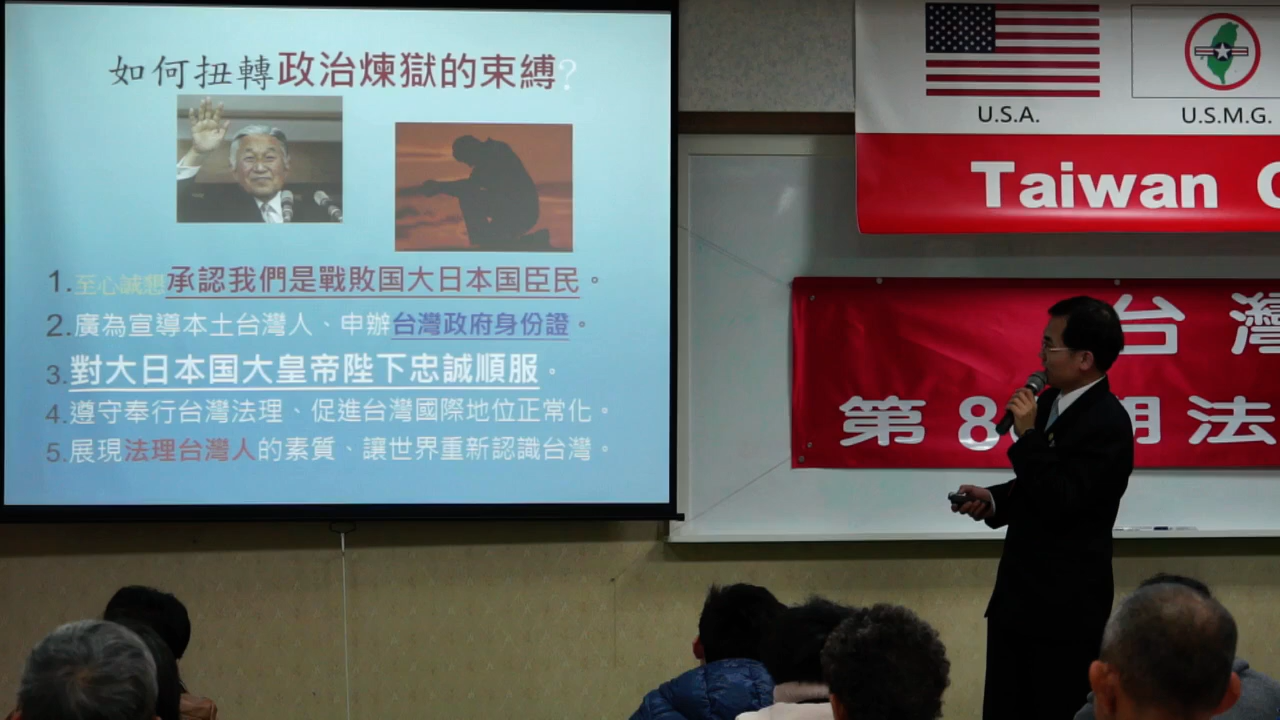 如何扭轉政治煉獄的束縛?
1.至心誠懇承認我們是戰敗国大日本国臣民。
2.廣為宣導本土台灣人、申辦台灣政府身份證。
3.對大日本国大皇帝陛下忠誠順服。
4.遵守奉行台灣法理、促進台灣國際地位正常化。
5.展現法理台灣人的素質、讓世界重新認識台灣。
U.S.A.
U.S.M.G.
Taiwan
台灣
第8 期法